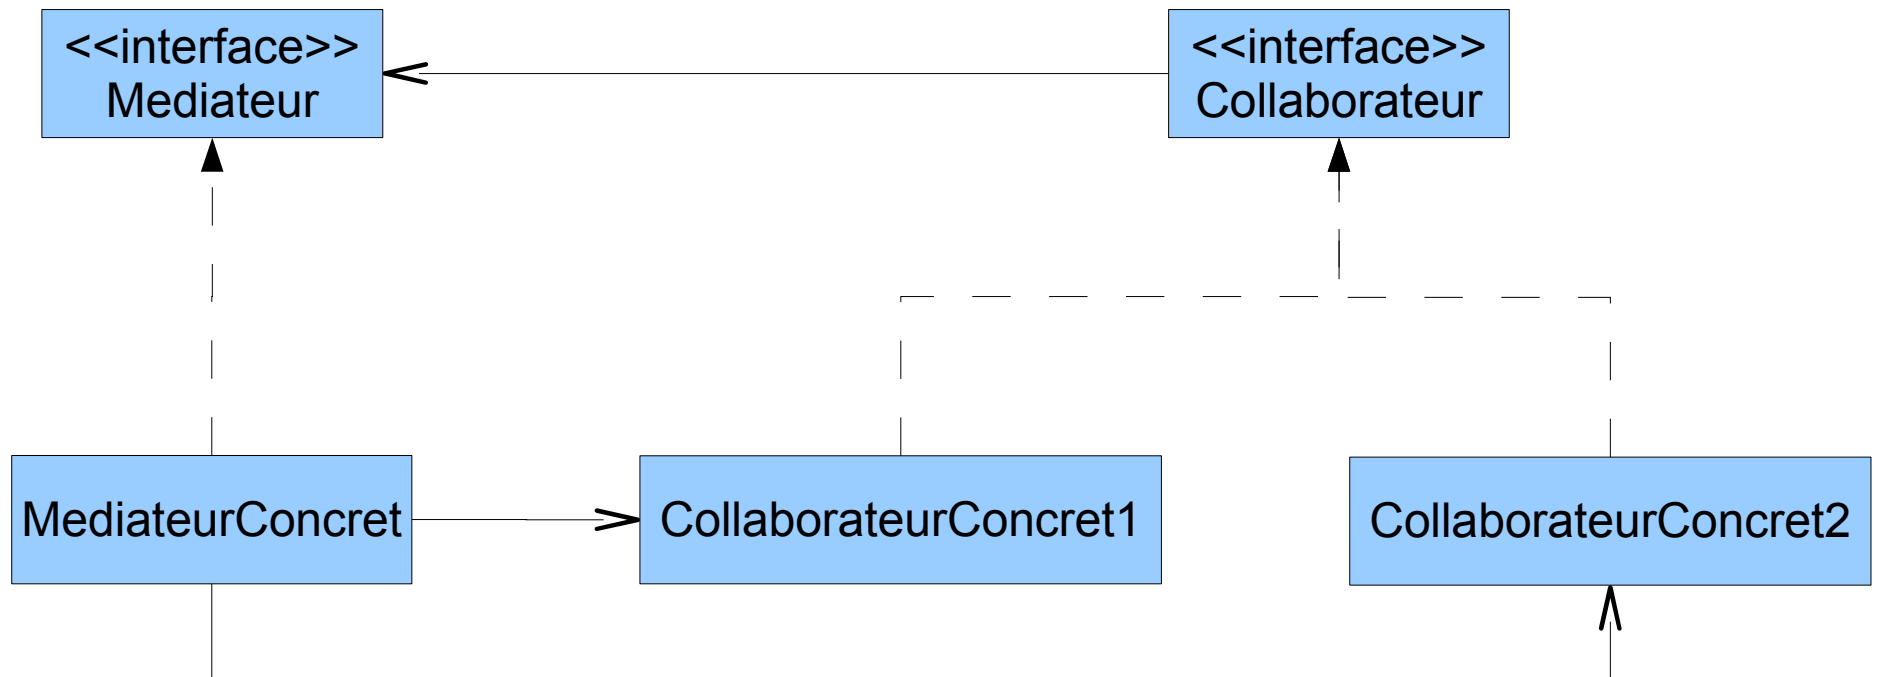 <<interface>>
Mediateur
<<interface>>
Collaborateur
MediateurConcret
CollaborateurConcret1
CollaborateurConcret2